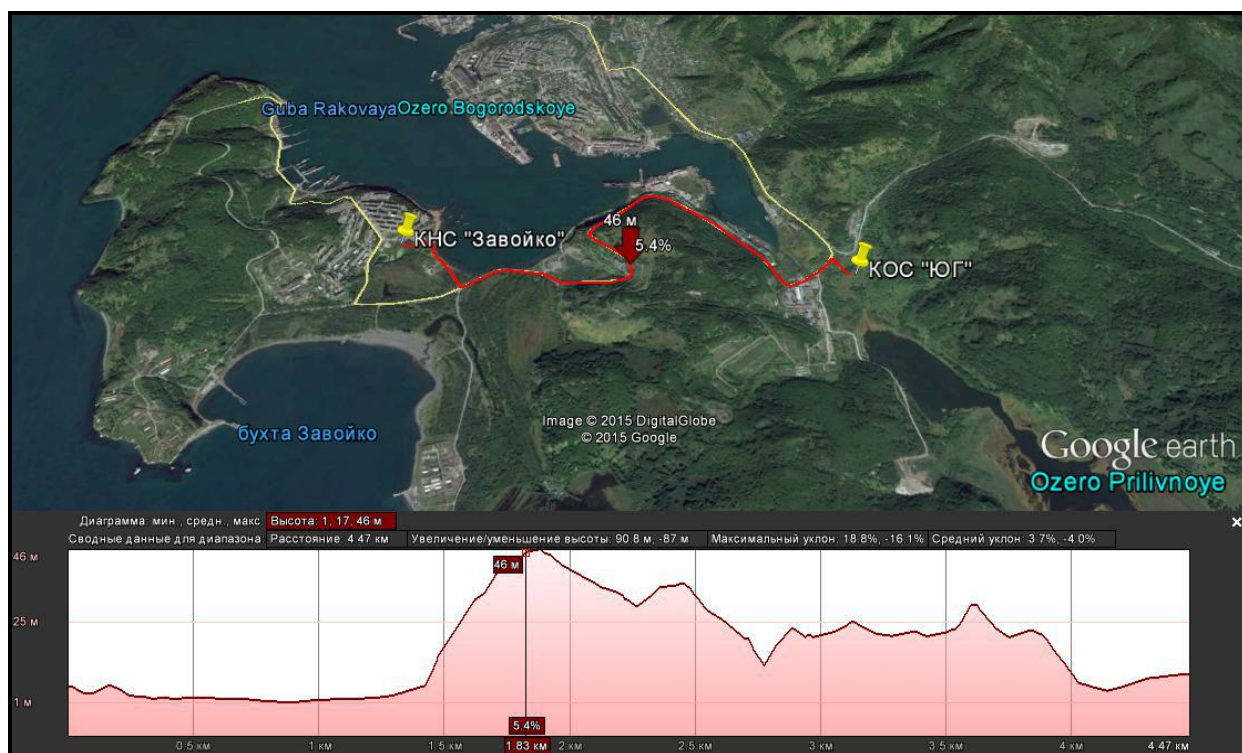 Guba Rakovaya
Ozero Bogorodskoye
46 м
5.4%
КНС "Завойко"
КОС "ЮГ"
бухта Завойко
Image © 2015 DigitalGlobe
© 2015 Google
Google earth
Ozero Prilivnoye
Диаграмма: мин., средн., макс. Высота: 1, 17, 46 м
Сводные данные для диапазона: Расстояние: 4.47 км Увеличение/уменьшение высоты: 90.8 м, -87 м Максимальный уклон: 18.8%, -16.1% Средний уклон: 3.7%, -4.0%
46 м
46 м
25 м
1 м
5.4%
0.5 км 1 км 1.5 км 1.83 км 2 км 2.5 км 3 км 3.5 км 4 км 4.47 км